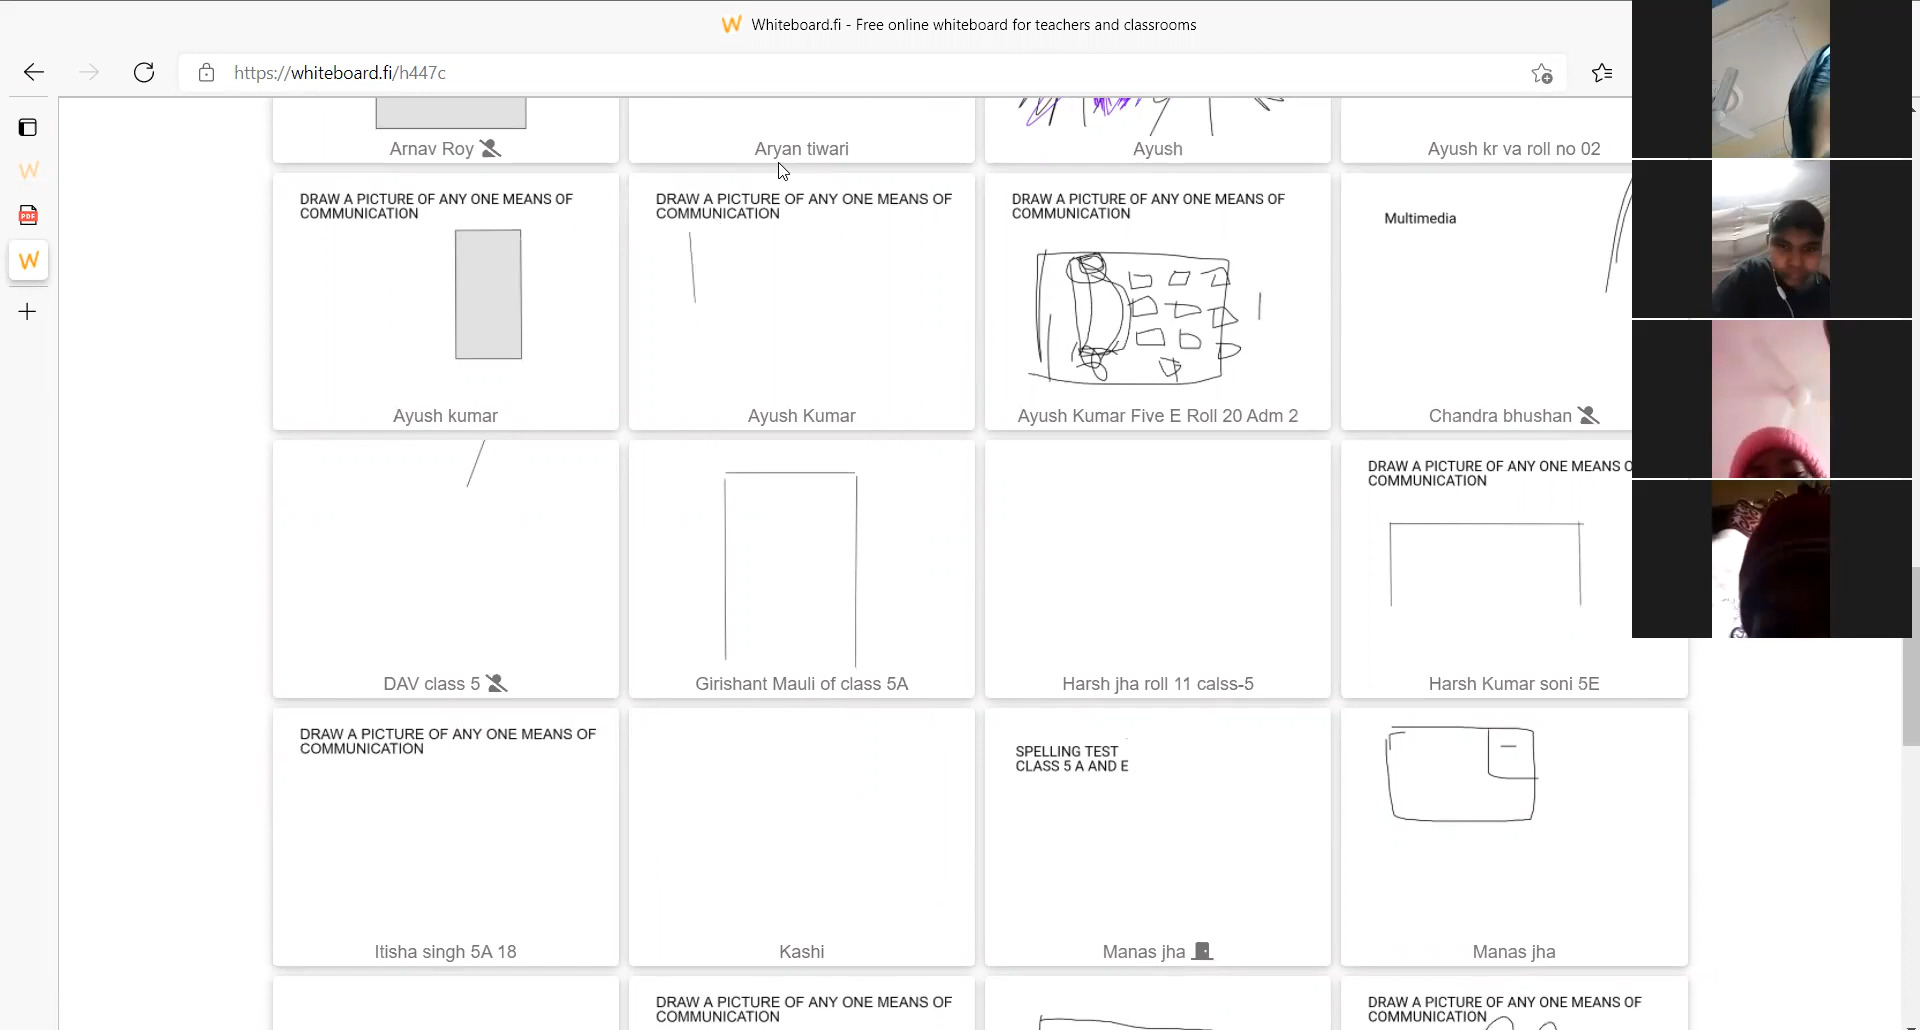 Whiteboard.fi - Free online whiteboard for teachers and classrooms
https://whiteboard.fi/h447c
Arnav Roy
Aryan tiwari
Ayush
Ayush kr va roll no 02
PDF
DRAW A PICTURE OF ANY ONE MEANS OF
COMMUNICATION
Ayush kumar
DRAW A PICTURE OF ANY ONE MEANS OF
COMMUNICATION
Ayush Kumar
DRAW A PICTURE OF ANY ONE MEANS OF
COMMUNICATION
Ayush Kumar Five E Roll 20 Adm 2
Multimedia
Chandra bhushan
DAV class 5
Girishant Mauli of class 5A
Harsh jha roll 11 calss-5
DRAW A PICTURE OF ANY ONE MEANS O
COMMUNICATION
Harsh Kumar soni 5E
DRAW A PICTURE OF ANY ONE MEANS OF
COMMUNICATION
Itisha singh 5A 18
Kashi
SPELLING TEST
CLASS 5 A AND E
Manas jha
Manas jha
DRAW A PICTURE OF ANY ONE MEANS OF
COMMUNICATION
DRAW A PICTURE OF ANY ONE MEANS OF
COMMUNICATION